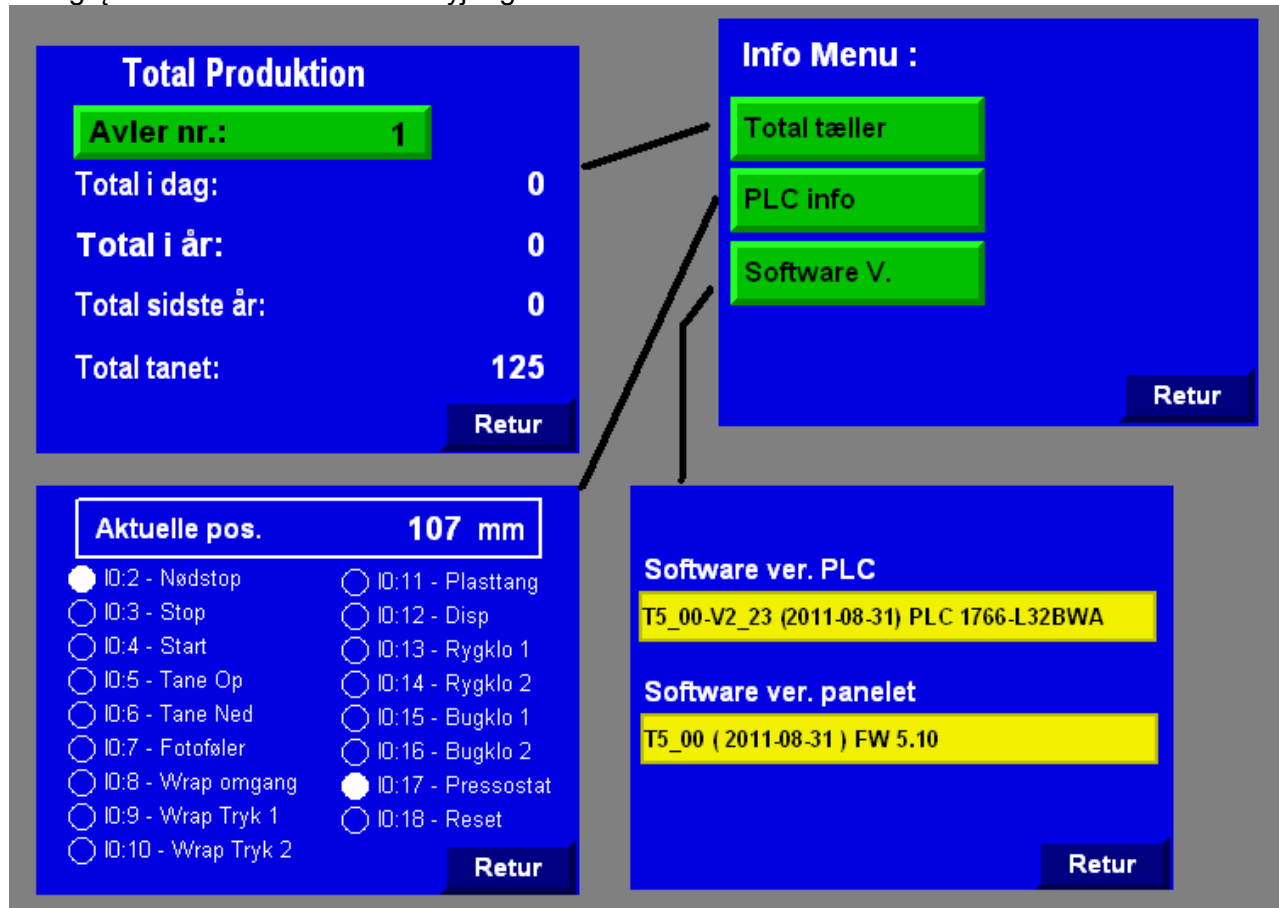 Total Produktion
Avler nr.: 1
Total i dag: 0
Total i år: 0
Total sidste år: 0
Total tanet: 125
Retur
Info Menu :
Total tæller
PLC info
Software V.
Retur
Aktuelle pos. 107 mm
I0:2 - Nødstop
I0:3 - Stop
I0:4 - Start
I0:5 - Tane Op
I0:6 - Tane Ned
I0:7 - Fotoføler
I0:8 - Wrap omgang
I0:9 - Wrap Tryk 1
I0:10 - Wrap Tryk 2
I0:11 - Plasttang
I0:12 - Disp
I0:13 - Rygklo 1
I0:14 - Rygklo 2
I0:15 - Bugklo 1
I0:16 - Bugklo 2
I0:17 - Pressostat
I0:18 - Reset
Retur
Software ver. PLC
T5_00-V2_23 (2011-08-31) PLC 1766-L32BWA
Software ver. panelet
T5_00 ( 2011-08-31 ) FW 5.10
Retur